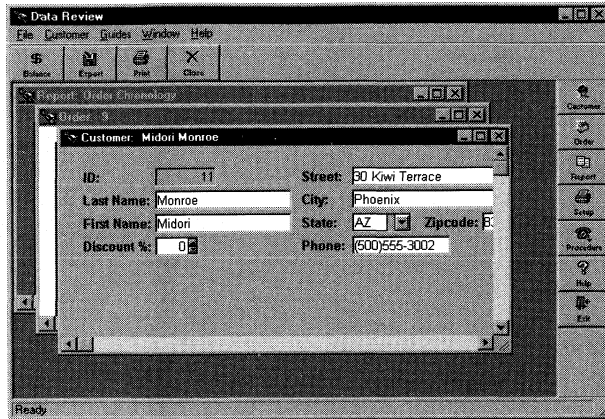 Data Review
File Customer Guides Window Help
$
Balance Export Print Close
Report: Order Chronology
Order: 9
Customer: Midori Monroe
ID: 11 Street: 30 Kiwi Terrace
Last Name: Monroe City: Phoenix
First Name: Midori State: AZ Zipcode: 8
Discount %: 0 Phone: (500)555-3002
Customer
Order
Report
Setup
Procedure
?
Help
Exit
Ready